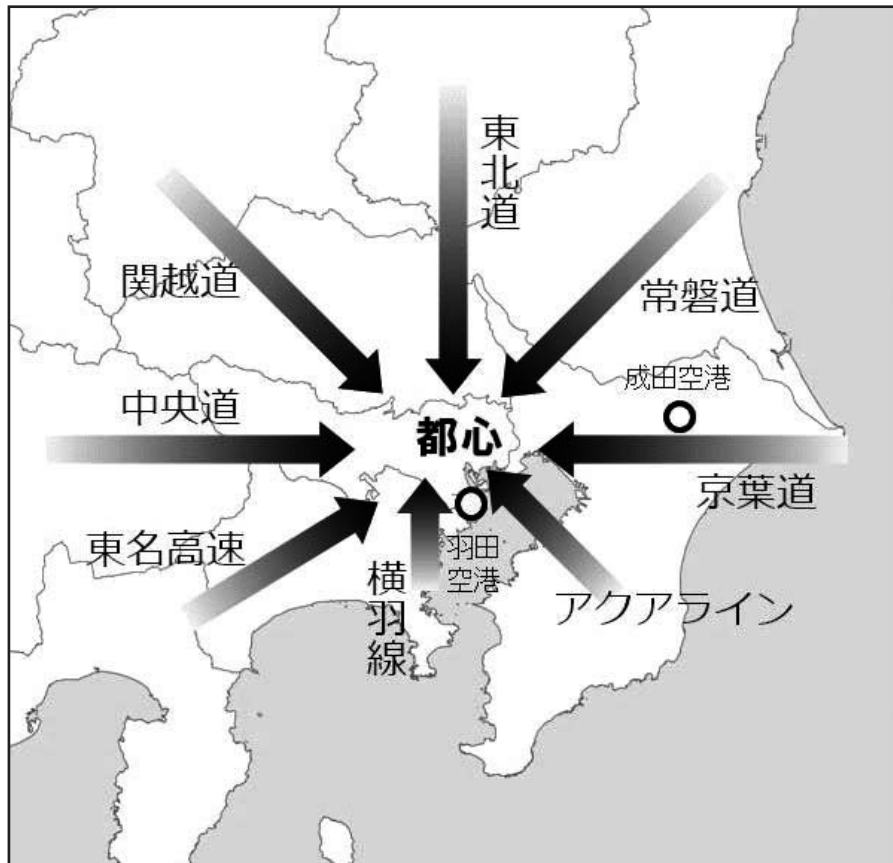 東北道
関越道
常磐道
成田空港
中央道
都心
京葉道
東名高速
羽田
空港
横羽線
アクアライン